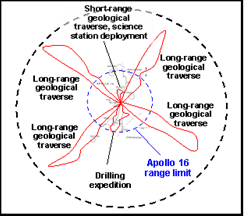 Short-range
geological
traverse, science
station deployment
Long-range
geological
traverse
Long-range
geological
traverse
Long-range
geological
traverse
Long-range
geological
traverse
Apollo 16
range limit
Drilling
expedition